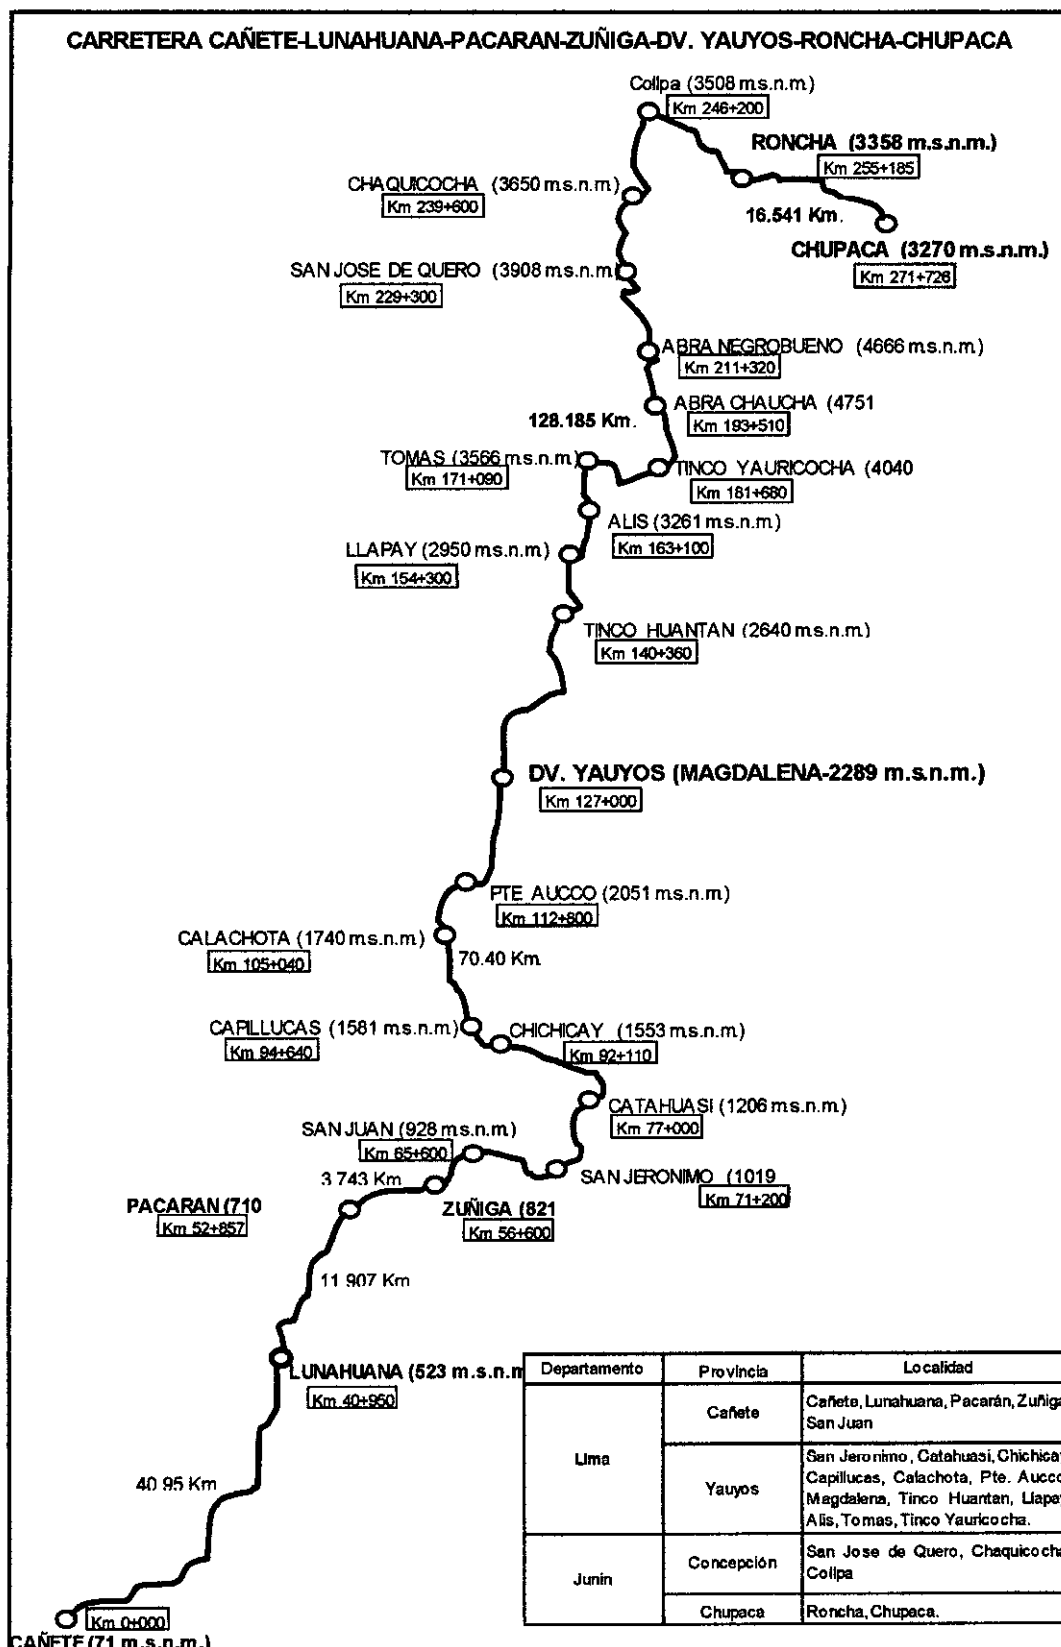 CARRETERA CAÑETE-LUNAHUANA-PACARAN-ZUÑIGA-DV. YAUYOS-RONCHA-CHUPACA
Collpa (3508 m.s.n.m.)
Km 246+200
RONCHA (3358 m.s.n.m.)
Km 255+185
CHAQUICOCHA (3650 m.s.n.m.)
Km 239+600
16.541 Km.
CHUPACA (3270 m.s.n.m.)
Km 271+726
SAN JOSE DE QUERO (3908 m.s.n.m
Km 229+300
ABRA NEGROBUENO (4666 m.s.n.m.)
Km 211+320
ABRA CHAUCHA (4751
Km 193+510
128.185 Km.
TOMAS (3566 m.s.n.m.)
Km 171+090
TINCO YAURICOCHA (4040
Km 181+680
ALIS (3261 m.s.n.m.)
Km 163+100
LLAPAY (2950 m.s.n.m.)
Km 154+300
TINCO HUANTAN (2640 m.s.n.m.)
Km 140+360
DV. YAUYOS (MAGDALENA-2289 m.s.n.m.)
Km 127+000
PTE AUCCO (2051 m.s.n.m.)
Km 112+800
CALACHOTA (1740 m.s.n.m.)
Km 105+040
70.40 Km.
CAPILLUCAS (1581 m.s.n.m.)
Km 94+640
CHICHICAY (1553 m.s.n.m.)
Km 92+110
CATAHUASI (1206 m.s.n.m.)
Km 77+000
SAN JUAN (928 m.s.n.m.)
Km 65+600
SAN JERONIMO (1019
Km 71+200
3.743 Km
PACARAN (710
Km 52+857
ZUÑIGA (821
Km 56+600
11.907 Km
LUNAHUANA (523 m.s.n.m
Km 40+950
40.95 Km
Km 0+000
CAÑETE (71 m.s.n.m.)
Departamento Provincia Localidad
Lima Cañete Cañete, Lunahuana, Pacarán, Zuñiga
San Juan
Yauyos San Jeronimo, Catahuasi, Chichicay
Capillucas, Calachota, Pte. Aucco
Magdalena, Tinco Huantan, Llapay
Alis, Tomas, Tinco Yauricocha.
Junin Concepción San Jose de Quero, Chaquicocha
Collpa
Chupaca Roncha, Chupaca.